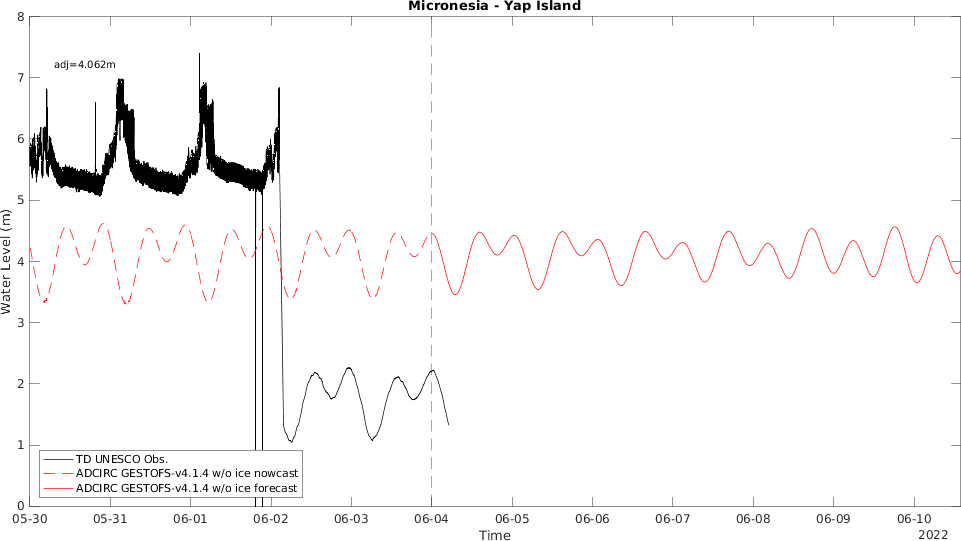 Micronesia - Yap Island
8
7
6
5
4
3
2
1
0
Water Level (m)
adj=4.062m
TD UNESCO Obs.
ADCIRC GESTOFS-v4.1.4 w/o ice nowcast
ADCIRC GESTOFS-v4.1.4 w/o ice forecast
05-30 05-31 06-01 06-02 06-03 06-04 06-05 06-06 06-07 06-08 06-09 06-10
Time
2022